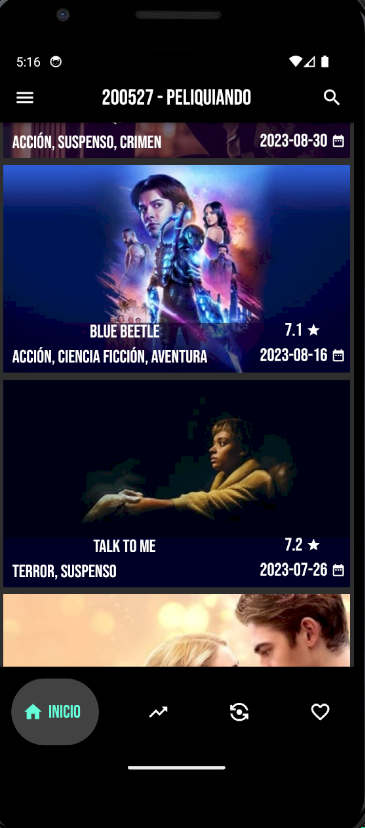 5:16
200527 - PELIQUIANDO
ACCIÓN, SUSPENSO, CRIMEN 2023-08-30
BLUE BEETLE 7.1
ACCIÓN, CIENCIA FICCIÓN, AVENTURA 2023-08-16
TALK TO ME 7.2
TERROR, SUSPENSO 2023-07-26
INICIO